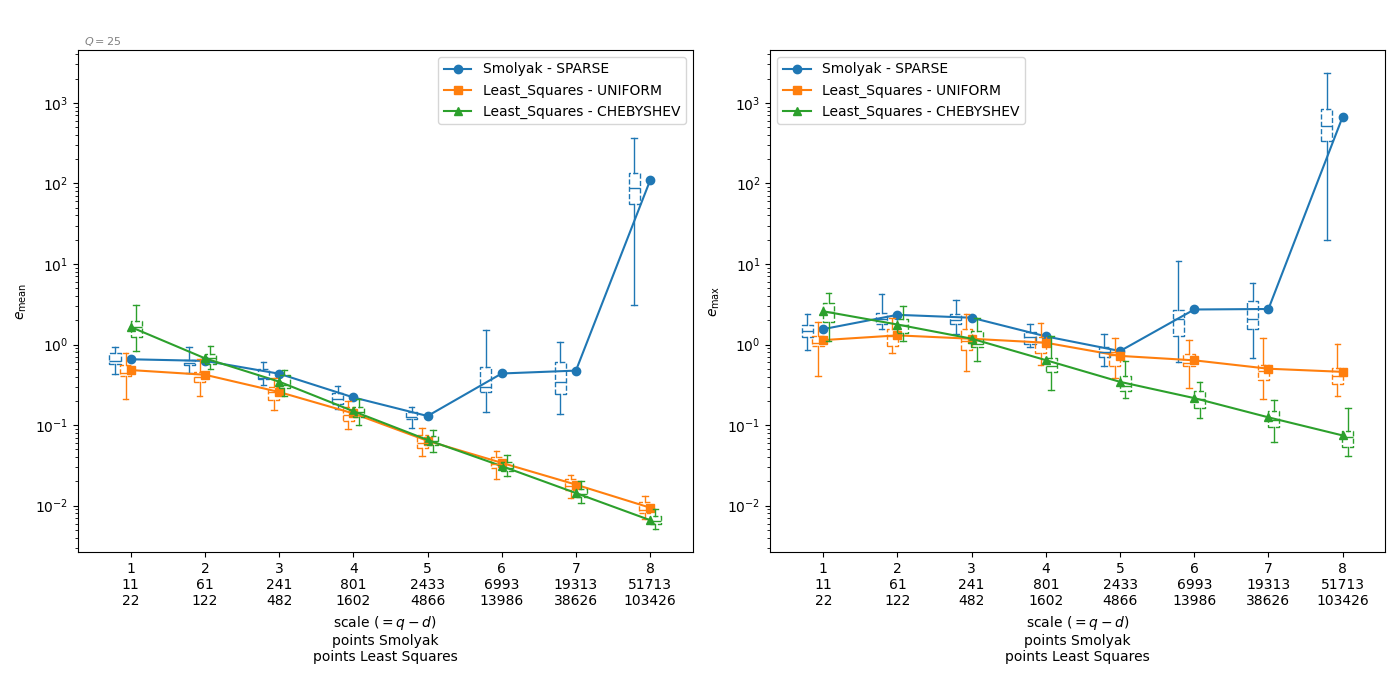 Q = 25
Smolyak - SPARSE
Least_Squares - UNIFORM
Least_Squares - CHEBYSHEV
10³
10²
10¹
10⁰
10⁻¹
10⁻²
e_mean
1 2 3 4 5 6 7 8
11 61 241 801 2433 6993 19313 51713
22 122 482 1602 4866 13986 38626 103426
scale (= q − d)
points Smolyak
points Least Squares
Smolyak - SPARSE
Least_Squares - UNIFORM
Least_Squares - CHEBYSHEV
10³
10²
10¹
10⁰
10⁻¹
10⁻²
e_max
1 2 3 4 5 6 7 8
11 61 241 801 2433 6993 19313 51713
22 122 482 1602 4866 13986 38626 103426
scale (= q − d)
points Smolyak
points Least Squares